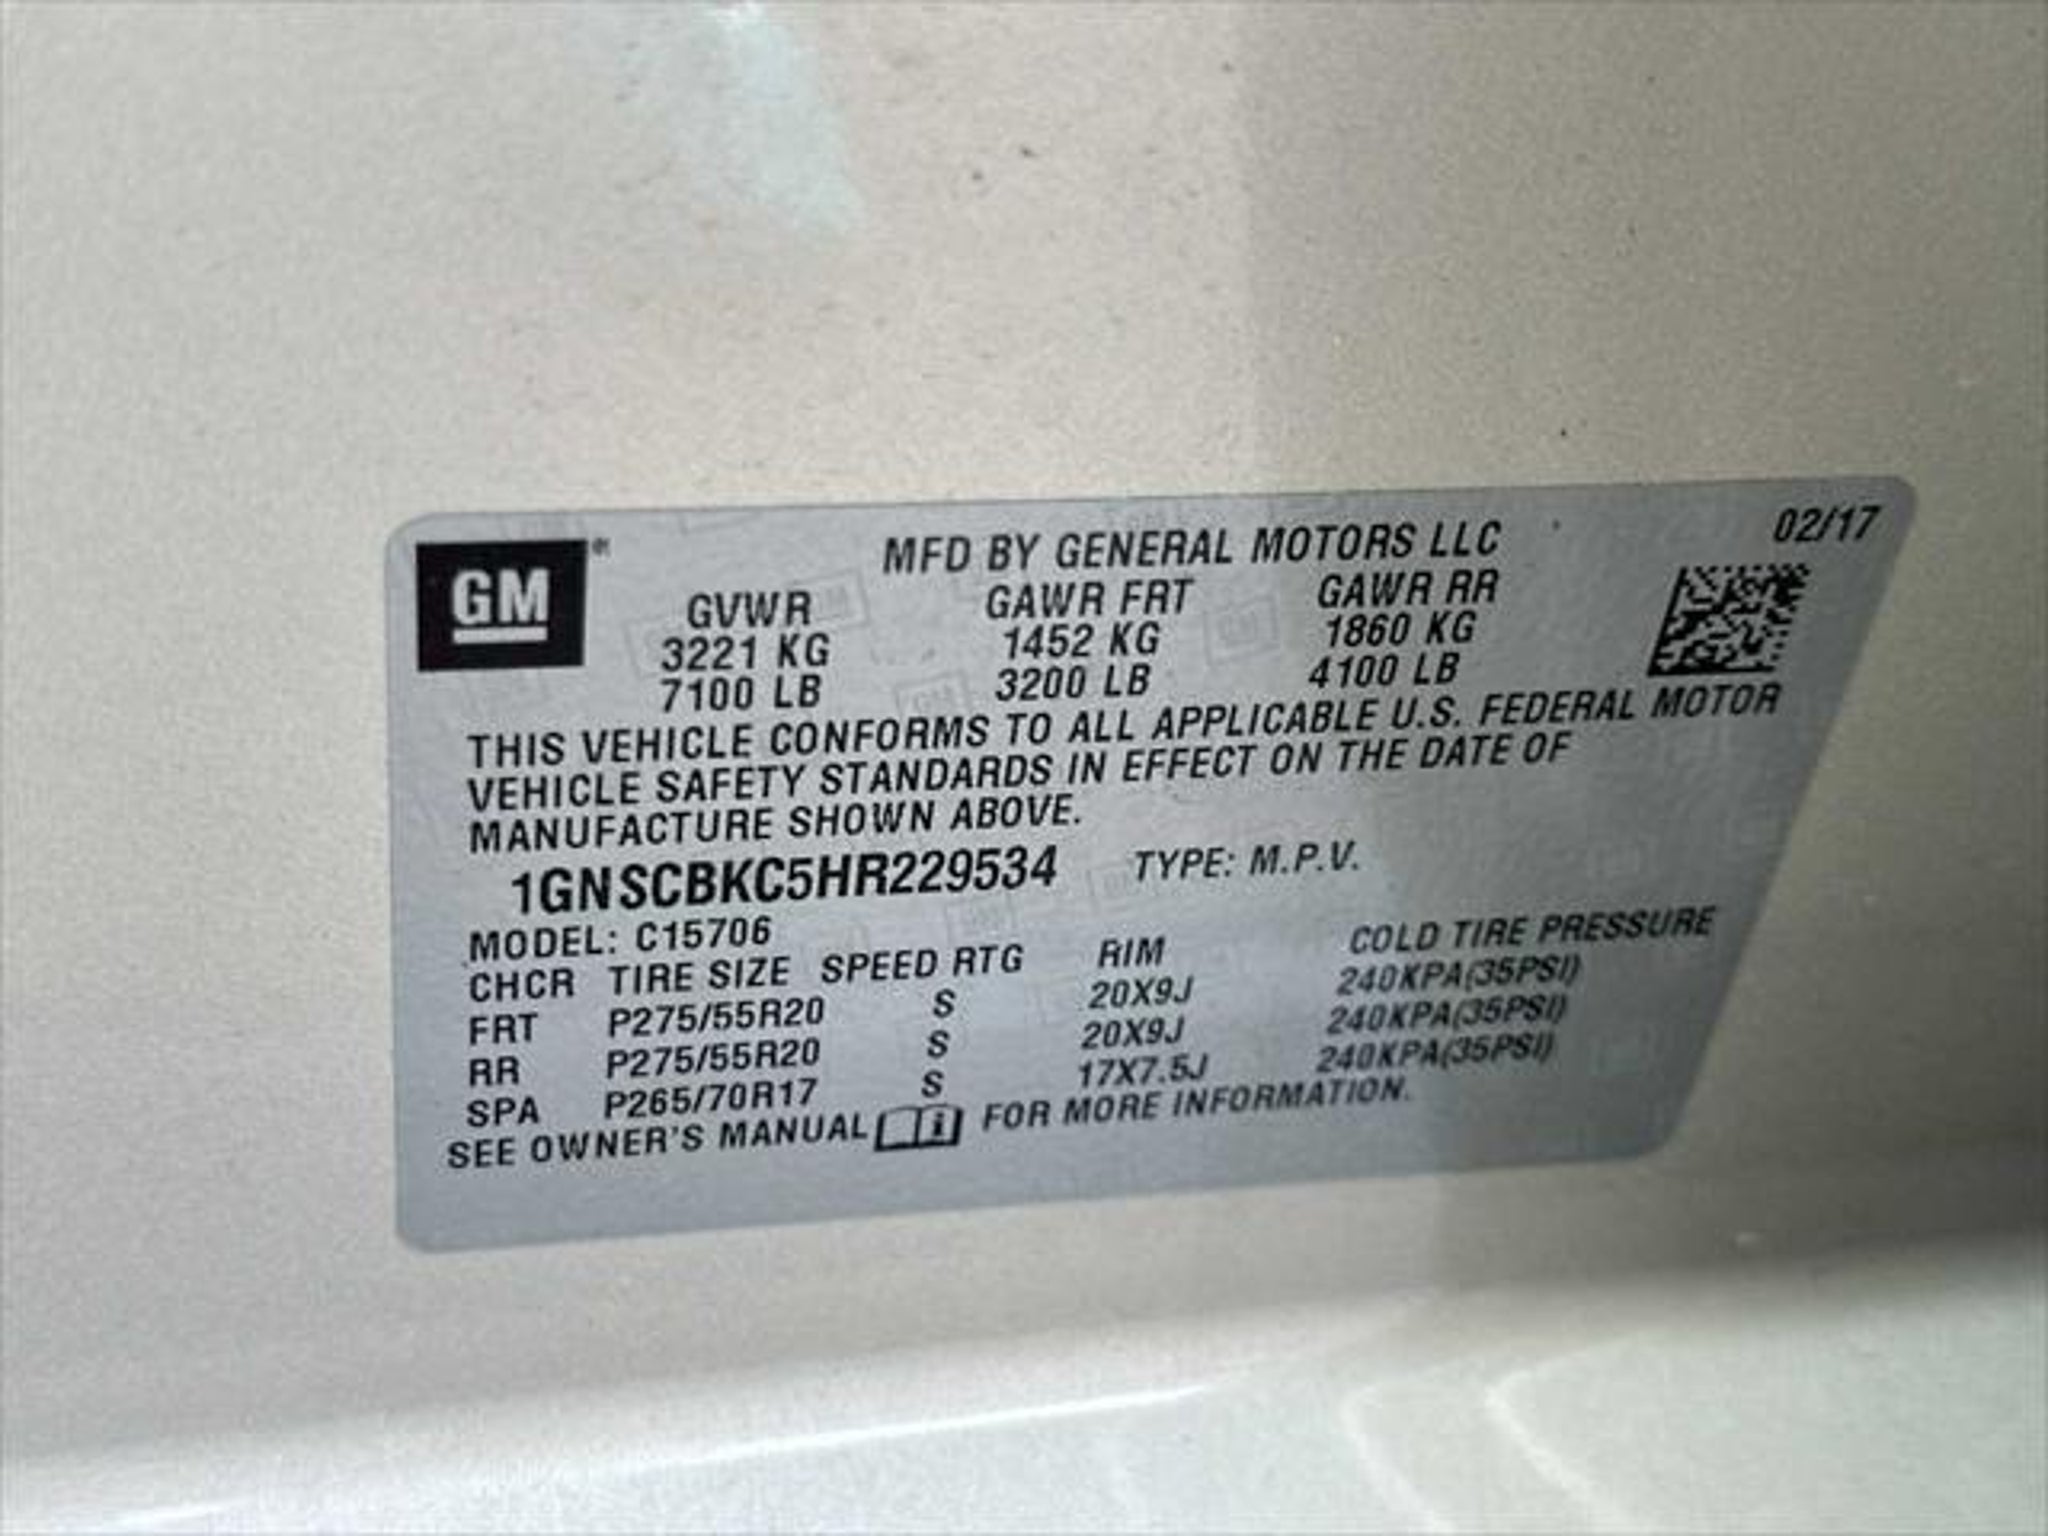 GM®
MFD BY GENERAL MOTORS LLC 02/17
GVWR GAWR FRT GAWR RR
3221 KG 1452 KG 1860 KG
7100 LB 3200 LB 4100 LB
THIS VEHICLE CONFORMS TO ALL APPLICABLE U.S. FEDERAL MOTOR
VEHICLE SAFETY STANDARDS IN EFFECT ON THE DATE OF
MANUFACTURE SHOWN ABOVE.
1GNSCBKC5HR229534 TYPE: M.P.V.
MODEL: C15706
CHCR TIRE SIZE SPEED RTG RIM COLD TIRE PRESSURE
FRT P275/55R20 S 20X9J 240KPA(35PSI)
RR P275/55R20 S 20X9J 240KPA(35PSI)
SPA P265/70R17 S 17X7.5J 240KPA(35PSI)
SEE OWNER'S MANUAL i FOR MORE INFORMATION.